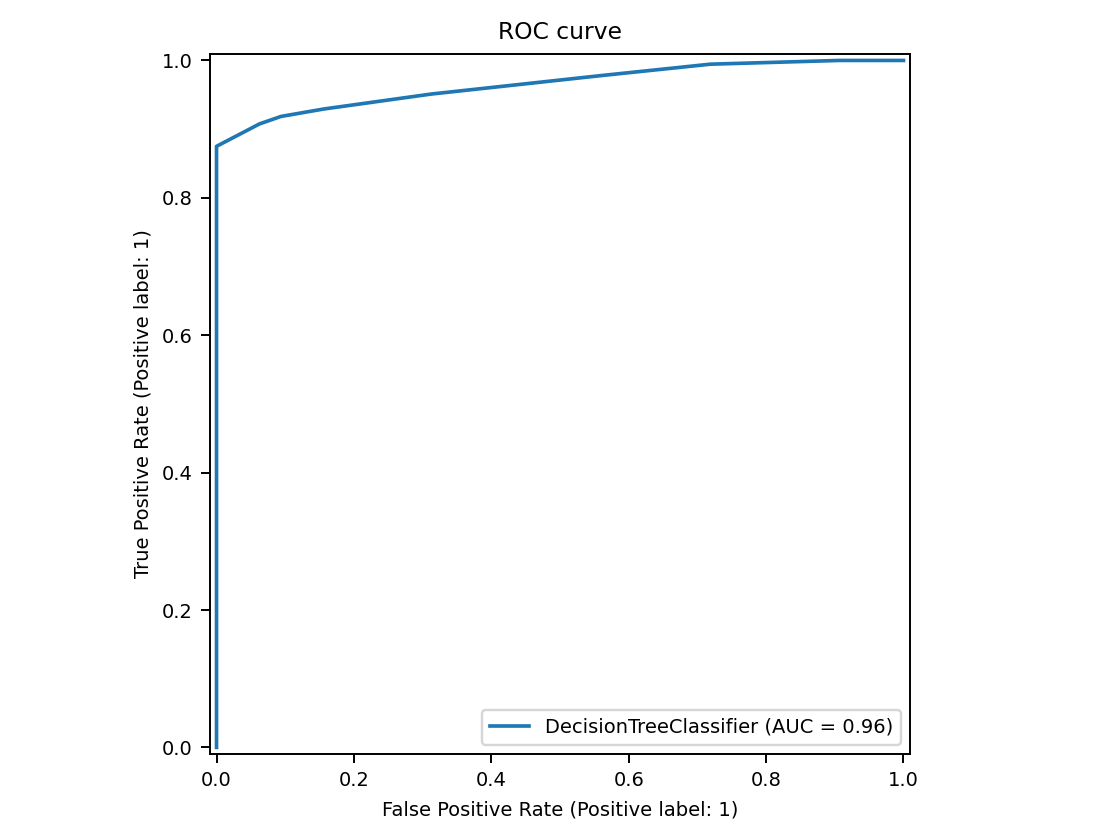 ROC curve
True Positive Rate (Positive label: 1)
1.0
0.8
0.6
0.4
0.2
0.0
DecisionTreeClassifier (AUC = 0.96)
0.0 0.2 0.4 0.6 0.8 1.0
False Positive Rate (Positive label: 1)